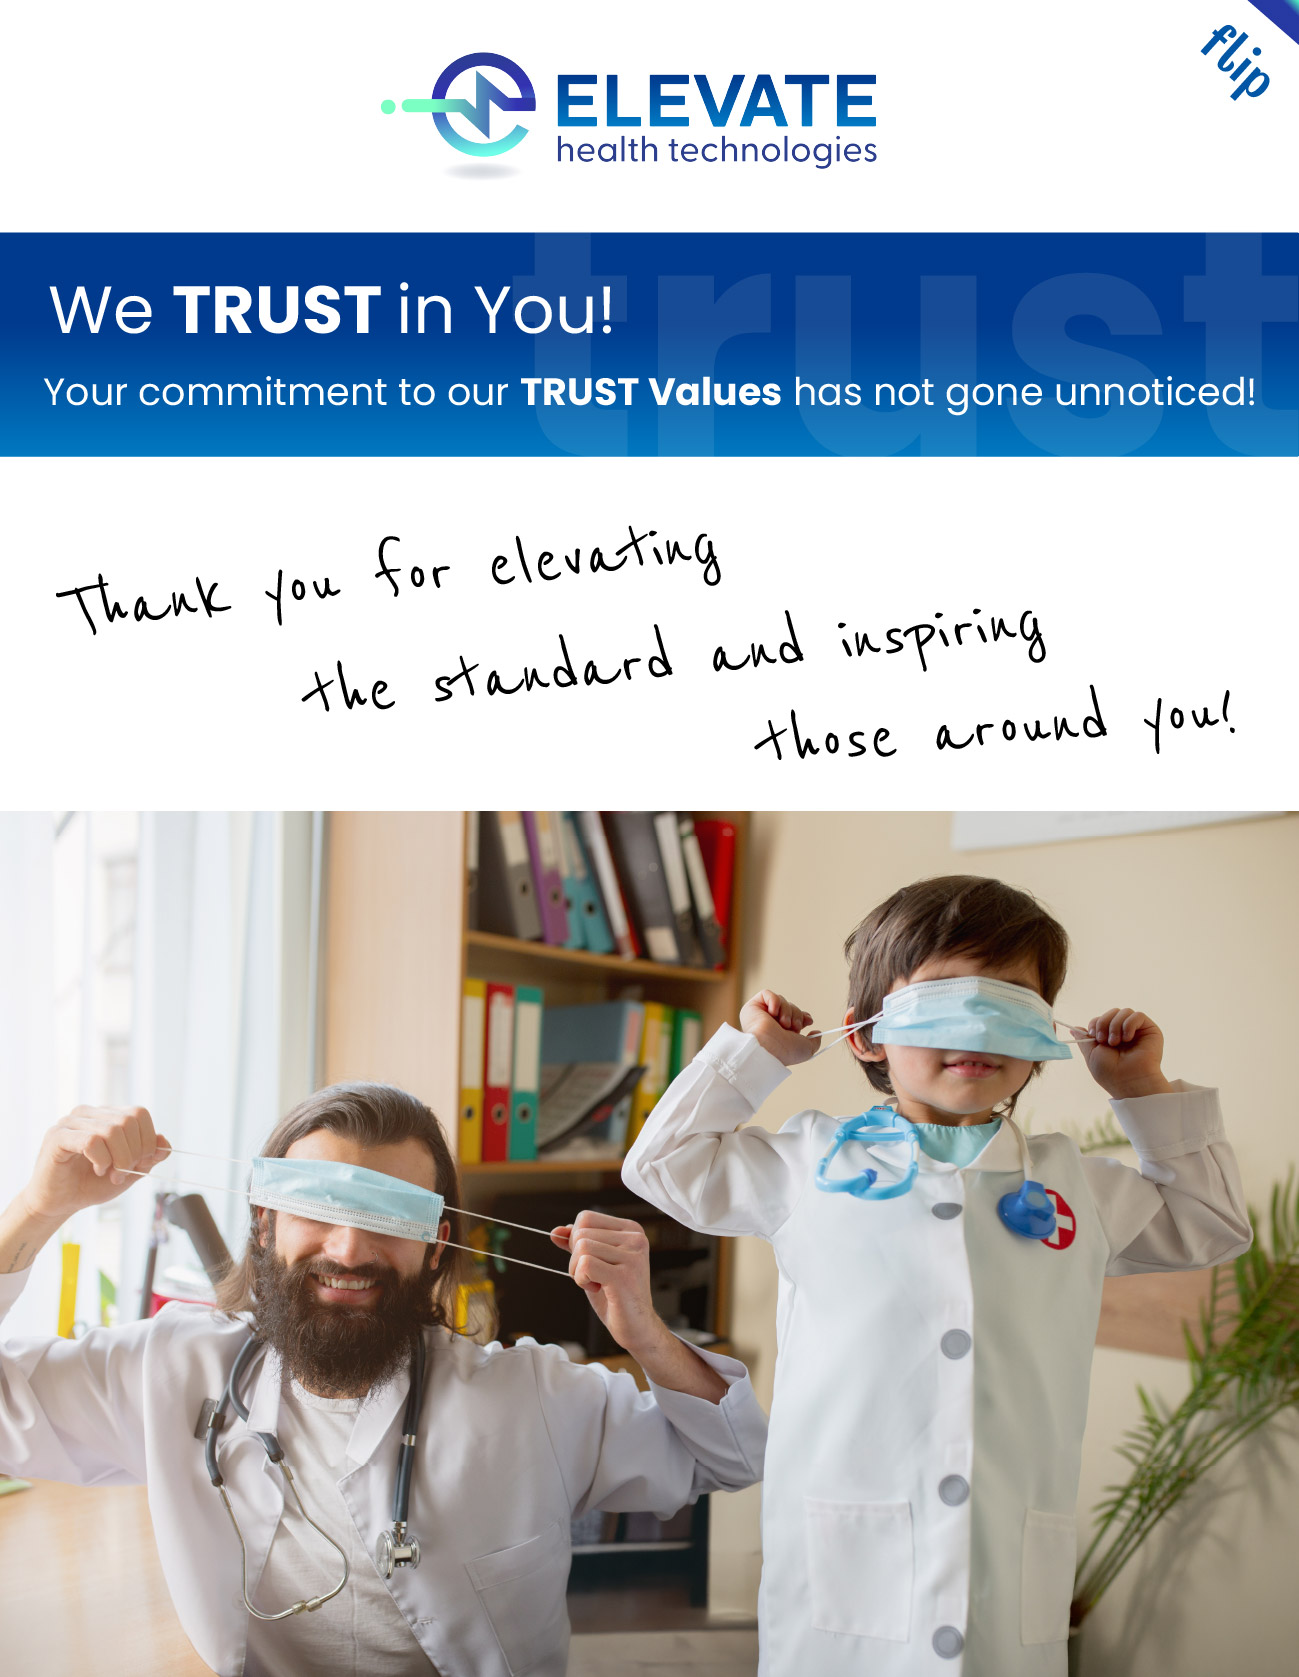 flip
ELEVATE
health technologies
We TRUST in You!
trust
Your commitment to our TRUST Values has not gone unnoticed!
Thank you for elevating
the standard and inspiring
those around you!